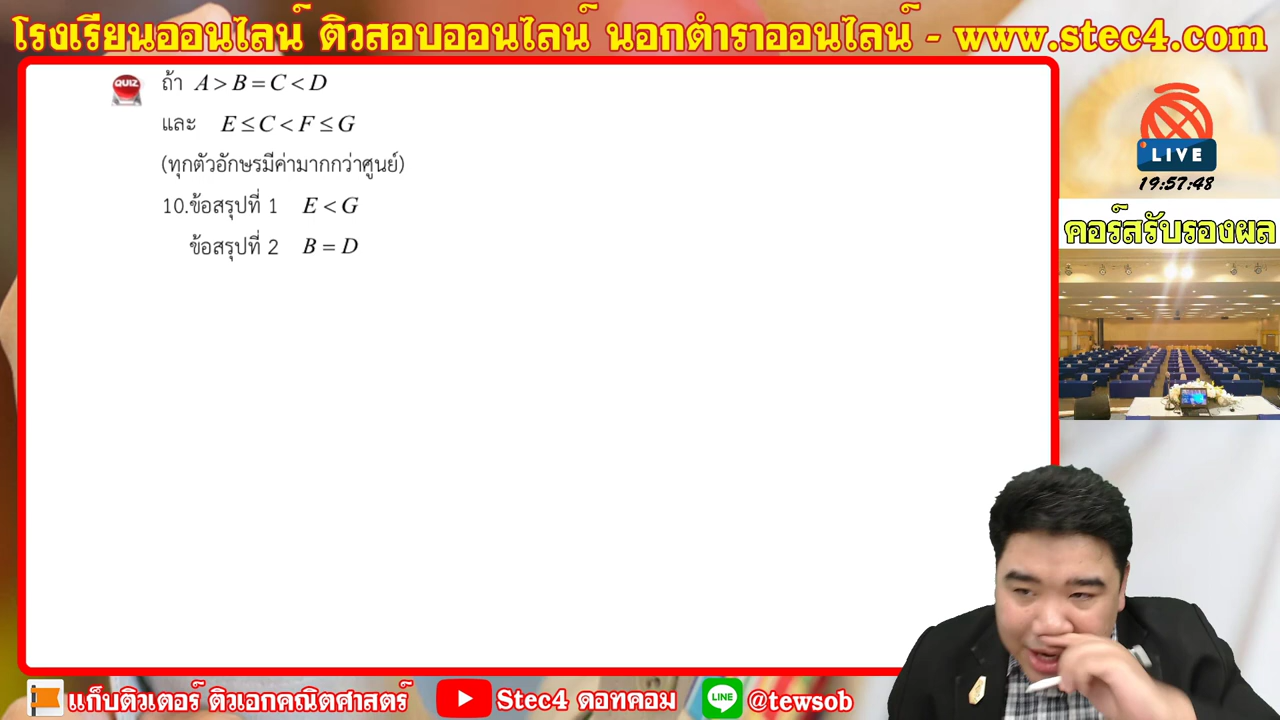 โรงเรียนออนไลน์ ติวสอบออนไลน์ นอกตำราออนไลน์ - www.stec4.com
QUIZ ถ้า A > B = C < D
และ E ≤ C < F ≤ G
(ทุกตัวอักษรมีค่ามากกว่าศูนย์)
10.ข้อสรุปที่ 1 E < G
ข้อสรุปที่ 2 B = D
LIVE
19:57:48
คอร์สรับรองผล
แก๊บติวเตอร์ ติวเอกคณิตศาสตร์
Stec4 ดอทคอม
LINE @tewsob